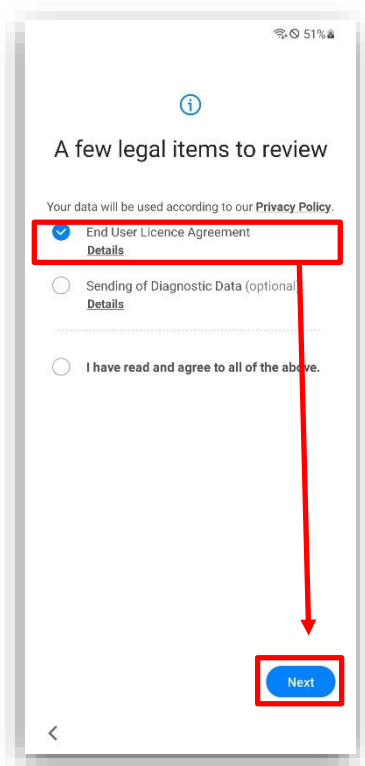 51%
A few legal items to review
Your data will be used according to our Privacy Policy.
End User Licence Agreement
Details
Sending of Diagnostic Data (optional)
Details
I have read and agree to all of the above.
Next